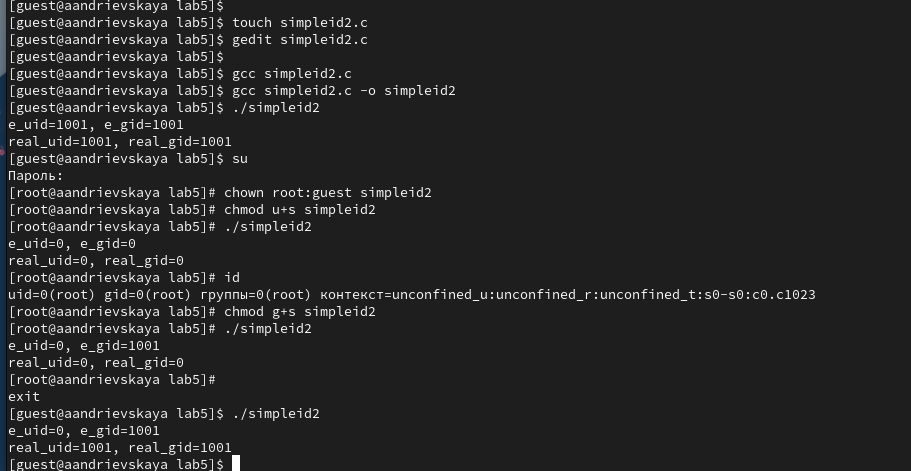 [guest@aandrievskaya lab5]$
[guest@aandrievskaya lab5]$ touch simpleid2.c
[guest@aandrievskaya lab5]$ gedit simpleid2.c
[guest@aandrievskaya lab5]$
[guest@aandrievskaya lab5]$ gcc simpleid2.c
[guest@aandrievskaya lab5]$ gcc simpleid2.c -o simpleid2
[guest@aandrievskaya lab5]$ ./simpleid2
e_uid=1001, e_gid=1001
real_uid=1001, real_gid=1001
[guest@aandrievskaya lab5]$ su
Пароль:
[root@aandrievskaya lab5]# chown root:guest simpleid2
[root@aandrievskaya lab5]# chmod u+s simpleid2
[root@aandrievskaya lab5]# ./simpleid2
e_uid=0, e_gid=0
real_uid=0, real_gid=0
[root@aandrievskaya lab5]# id
uid=0(root) gid=0(root) группы=0(root) контекст=unconfined_u:unconfined_r:unconfined_t:s0-s0:c0.c1023
[root@aandrievskaya lab5]# chmod g+s simpleid2
[root@aandrievskaya lab5]# ./simpleid2
e_uid=0, e_gid=1001
real_uid=0, real_gid=0
[root@aandrievskaya lab5]#
exit
[guest@aandrievskaya lab5]$ ./simpleid2
e_uid=0, e_gid=1001
real_uid=1001, real_gid=1001
[guest@aandrievskaya lab5]$